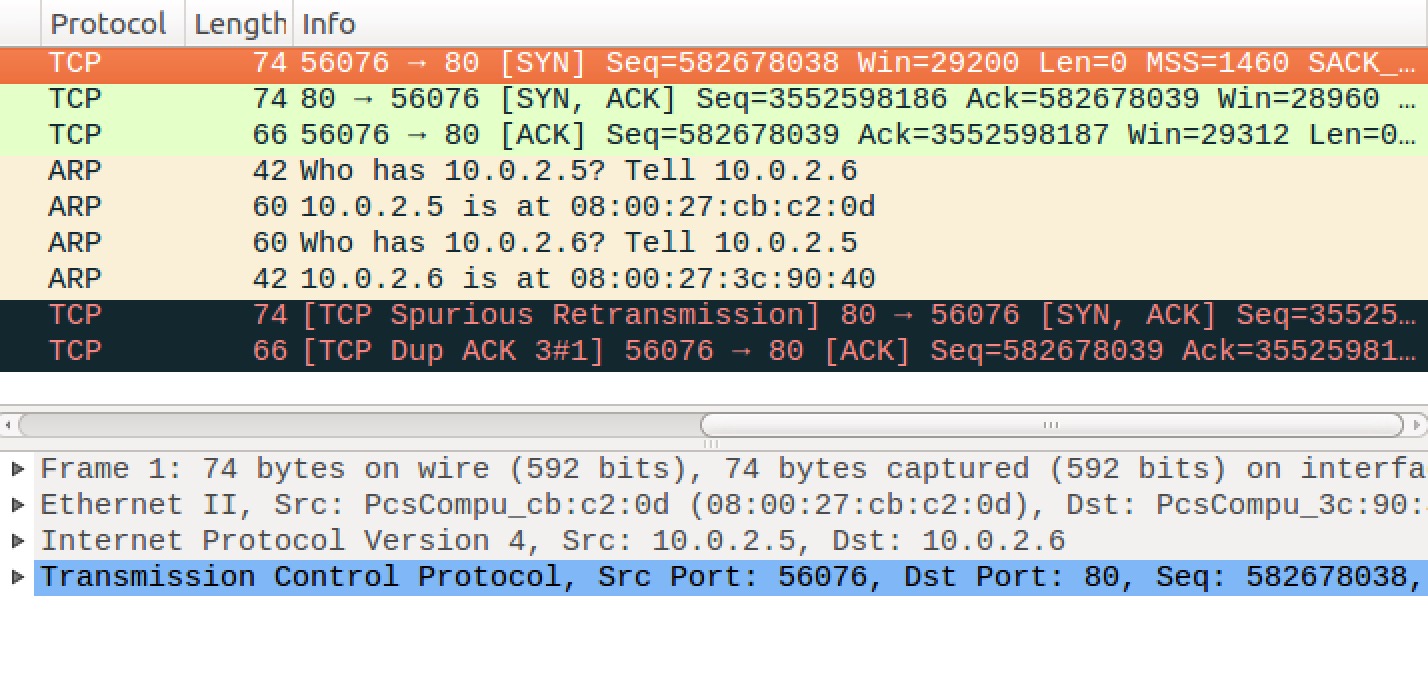 Protocol Length Info
TCP 74 56076 → 80 [SYN] Seq=582678038 Win=29200 Len=0 MSS=1460 SACK_…
TCP 74 80 → 56076 [SYN, ACK] Seq=3552598186 Ack=582678039 Win=28960 …
TCP 66 56076 → 80 [ACK] Seq=582678039 Ack=3552598187 Win=29312 Len=0…
ARP 42 Who has 10.0.2.5? Tell 10.0.2.6
ARP 60 10.0.2.5 is at 08:00:27:cb:c2:0d
ARP 60 Who has 10.0.2.6? Tell 10.0.2.5
ARP 42 10.0.2.6 is at 08:00:27:3c:90:40
TCP 74 [TCP Spurious Retransmission] 80 → 56076 [SYN, ACK] Seq=35525…
TCP 66 [TCP Dup ACK 3#1] 56076 → 80 [ACK] Seq=582678039 Ack=35525981…
Frame 1: 74 bytes on wire (592 bits), 74 bytes captured (592 bits) on interfa
Ethernet II, Src: PcsCompu_cb:c2:0d (08:00:27:cb:c2:0d), Dst: PcsCompu_3c:90:
Internet Protocol Version 4, Src: 10.0.2.5, Dst: 10.0.2.6
Transmission Control Protocol, Src Port: 56076, Dst Port: 80, Seq: 582678038,